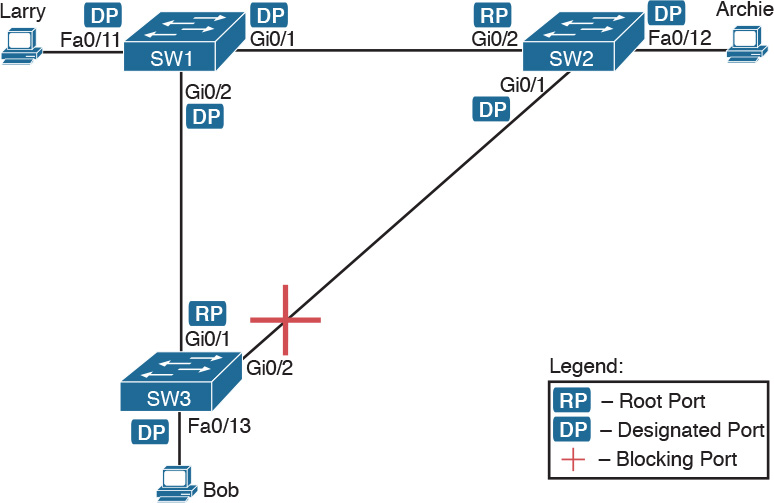 Larry
DP
Fa0/11
SW1
DP
Gi0/1
RP
Gi0/2
SW2
DP
Fa0/12
Archie
Gi0/2
DP
Gi0/1
DP
RP
Gi0/1
Gi0/2
SW3
DP
Fa0/13
Bob
Legend:
RP – Root Port
DP – Designated Port
– Blocking Port